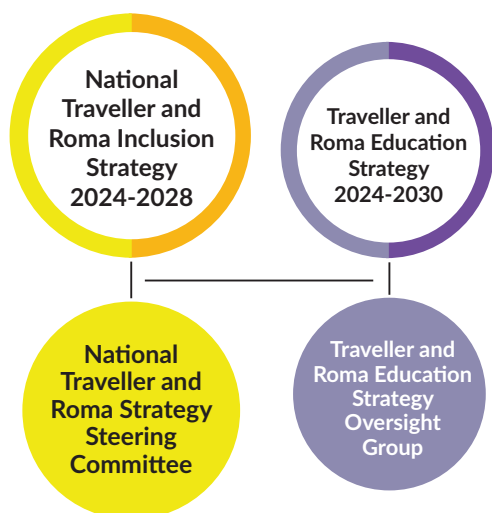 National
Traveller and
Roma Inclusion
Strategy
2024-2028
Traveller and
Roma Education
Strategy
2024-2030
National
Traveller and
Roma Strategy
Steering
Committee
Traveller and
Roma Education
Strategy
Oversight
Group